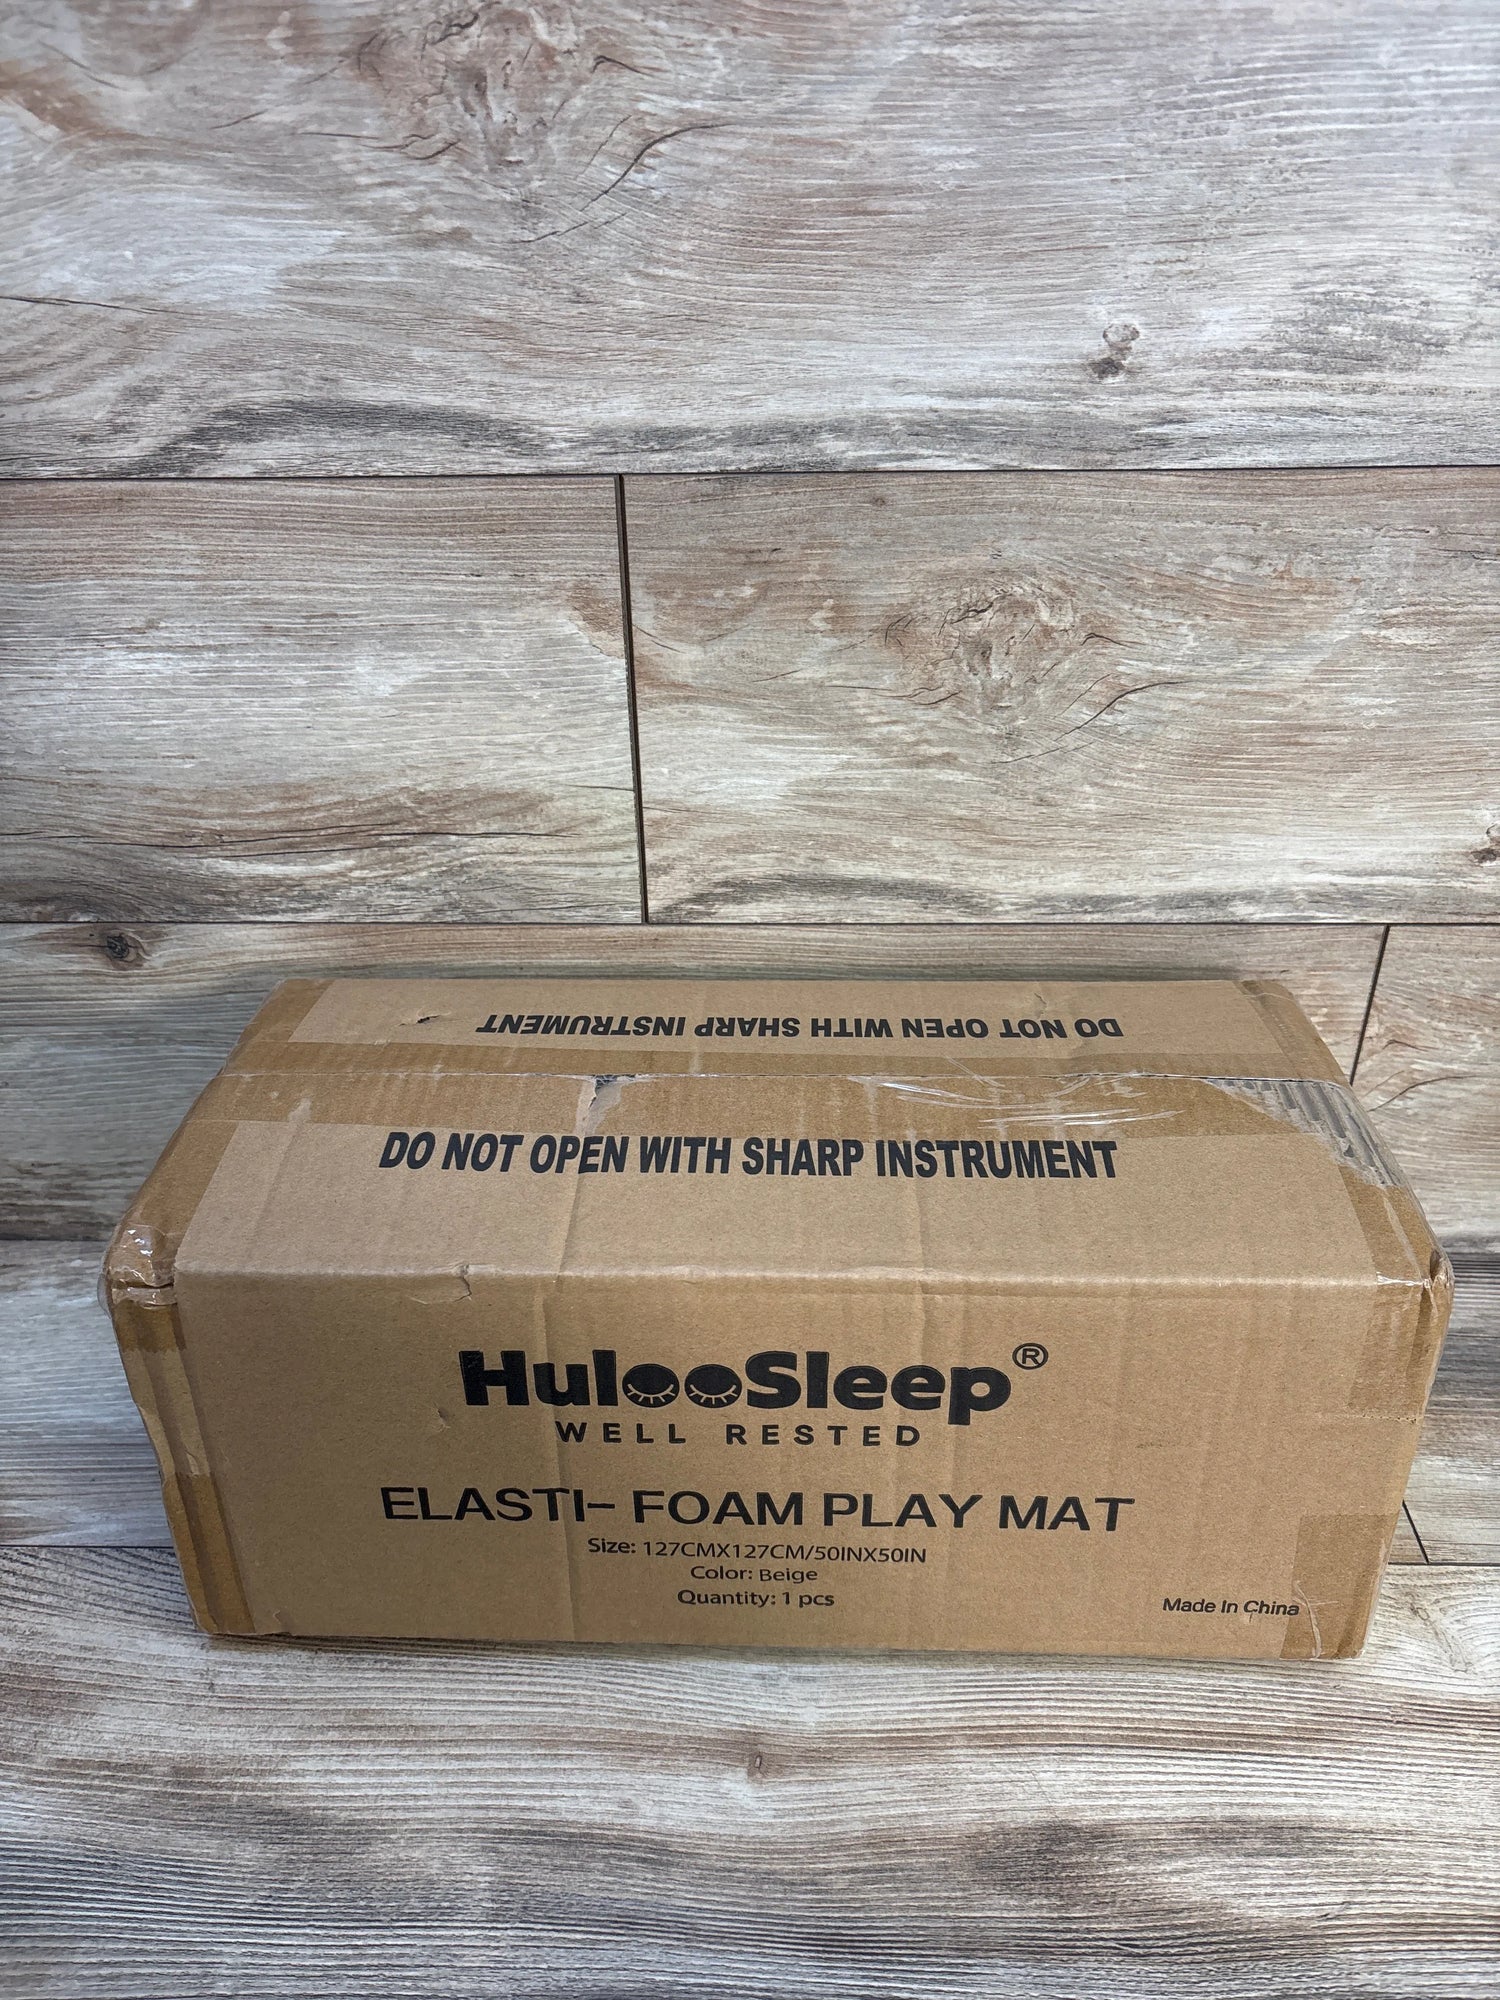 DO NOT OPEN WITH SHARP INSTRUMENT
DO NOT OPEN WITH SHARP INSTRUMENT
HulooSleep®
WELL RESTED
ELASTI- FOAM PLAY MAT
Size: 127CMX127CM/50INX50IN
Color: Beige
Quantity: 1 pcs
Made In China